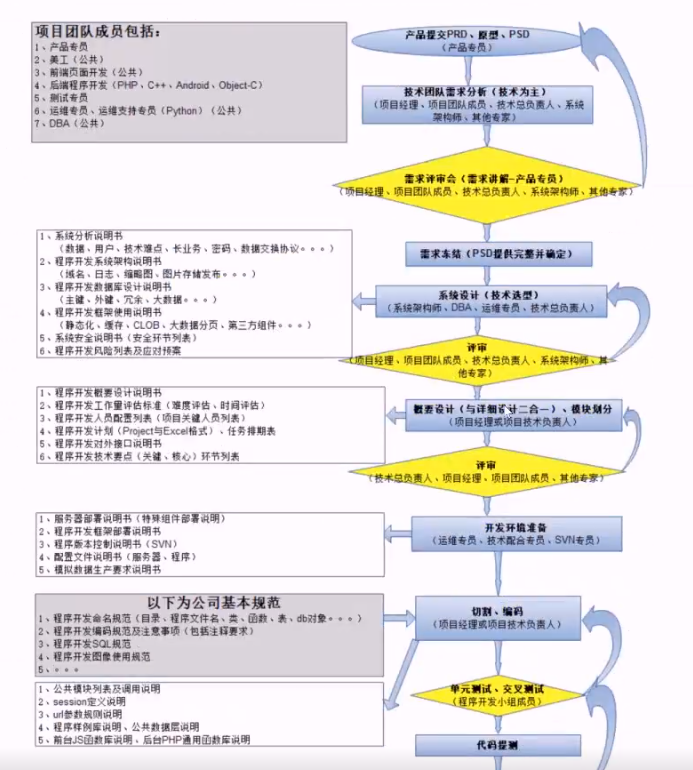 项目团队成员包括：
1、产品专员
2、美工（公共）
3、前端页面开发（公共）
4、后端程序开发（PHP、C++、Android、Object-C）
5、测试专员
6、运维专员、运维支持专员（Python）（公共）
7、DBA（公共）
产品提交PRD、原型、PSD
（产品专员）
技术团队需求分析（技术为主）
（项目经理、项目团队成员、技术总负责人、系统
架构师、其他专家）
需求评审会（需求讲解-产品专员）
（项目经理、项目团队成员、技术总负责人、系统架构师、其他专家）
需求冻结（PSD提供完整并确定）
1、系统分析说明书
（数据、用户、技术难点、长业务、密码、数据交换协议。。。）
2、程序开发系统架构说明书
（域名、日志、缩略图、图片存储发布。。。）
3、程序开发数据库设计说明书
（主键、外键、冗余、大数据。。。）
4、程序开发框架使用说明书
（静态化、缓存、CLOB、大数据分页、第三方组件。。。）
5、系统安全说明书（安全环节列表）
6、程序开发风险列表及应对预案
系统设计（技术选型）
（系统架构师、DBA、运维专员、技术总负责人）
评审
（项目经理、项目团队成员、技术总负责人、系统架构师、其
他专家）
1、程序开发概要设计说明书
2、程序开发工作量评估标准（难度评估、时间评估）
3、程序开发人员配置列表（项目关键人员列表）
4、程序开发计划（Project与Excel格式）、任务排期表
5、程序开发对外接口说明书
6、程序开发技术要点（关键、核心）环节列表
概要设计（与详细设计二合一）、模块划分
（项目经理或项目技术负责人）
评审
（技术总负责人、项目经理、项目团队成员、其他专家）
1、服务器部署说明书（特殊组件部署说明）
2、程序开发框架部署说明书
3、程序版本控制说明书（SVN）
4、配置文件说明书（服务器、程序）
5、模拟数据生产要求说明书
开发环境准备
（运维专员、技术配合专员、SVN专员）
以下为公司基本规范
1、程序开发命名规范（目录、程序文件名、类、函数、表、db对象。。。）
2、程序开发编码规范及注意事项（包括注释要求）
3、程序开发SQL规范
4、程序开发图像使用规范
5、。。。
切割、编码
（项目经理或项目技术负责人）
1、公共模块列表及调用说明
2、session定义说明
3、url参数规则说明
4、程序样例库说明、公共数据层说明
5、前台JS函数库说明、后台PHP通用函数库说明
单元测试、交叉测试
（程序开发小组成员）
代码提测